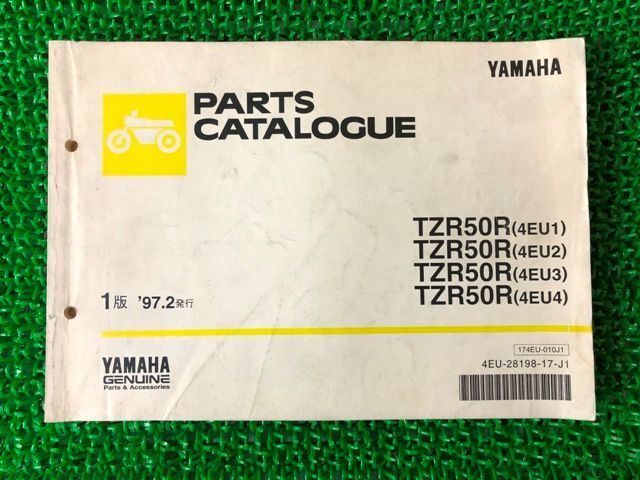 YAMAHA
PARTS
CATALOGUE
TZR50R(4EU1)
TZR50R(4EU2)
TZR50R(4EU3)
TZR50R(4EU4)
1版 '97.2発行
174EU-010J1
4EU-28198-17-J1
YAMAHA
GENUINE
Parts & Accessories